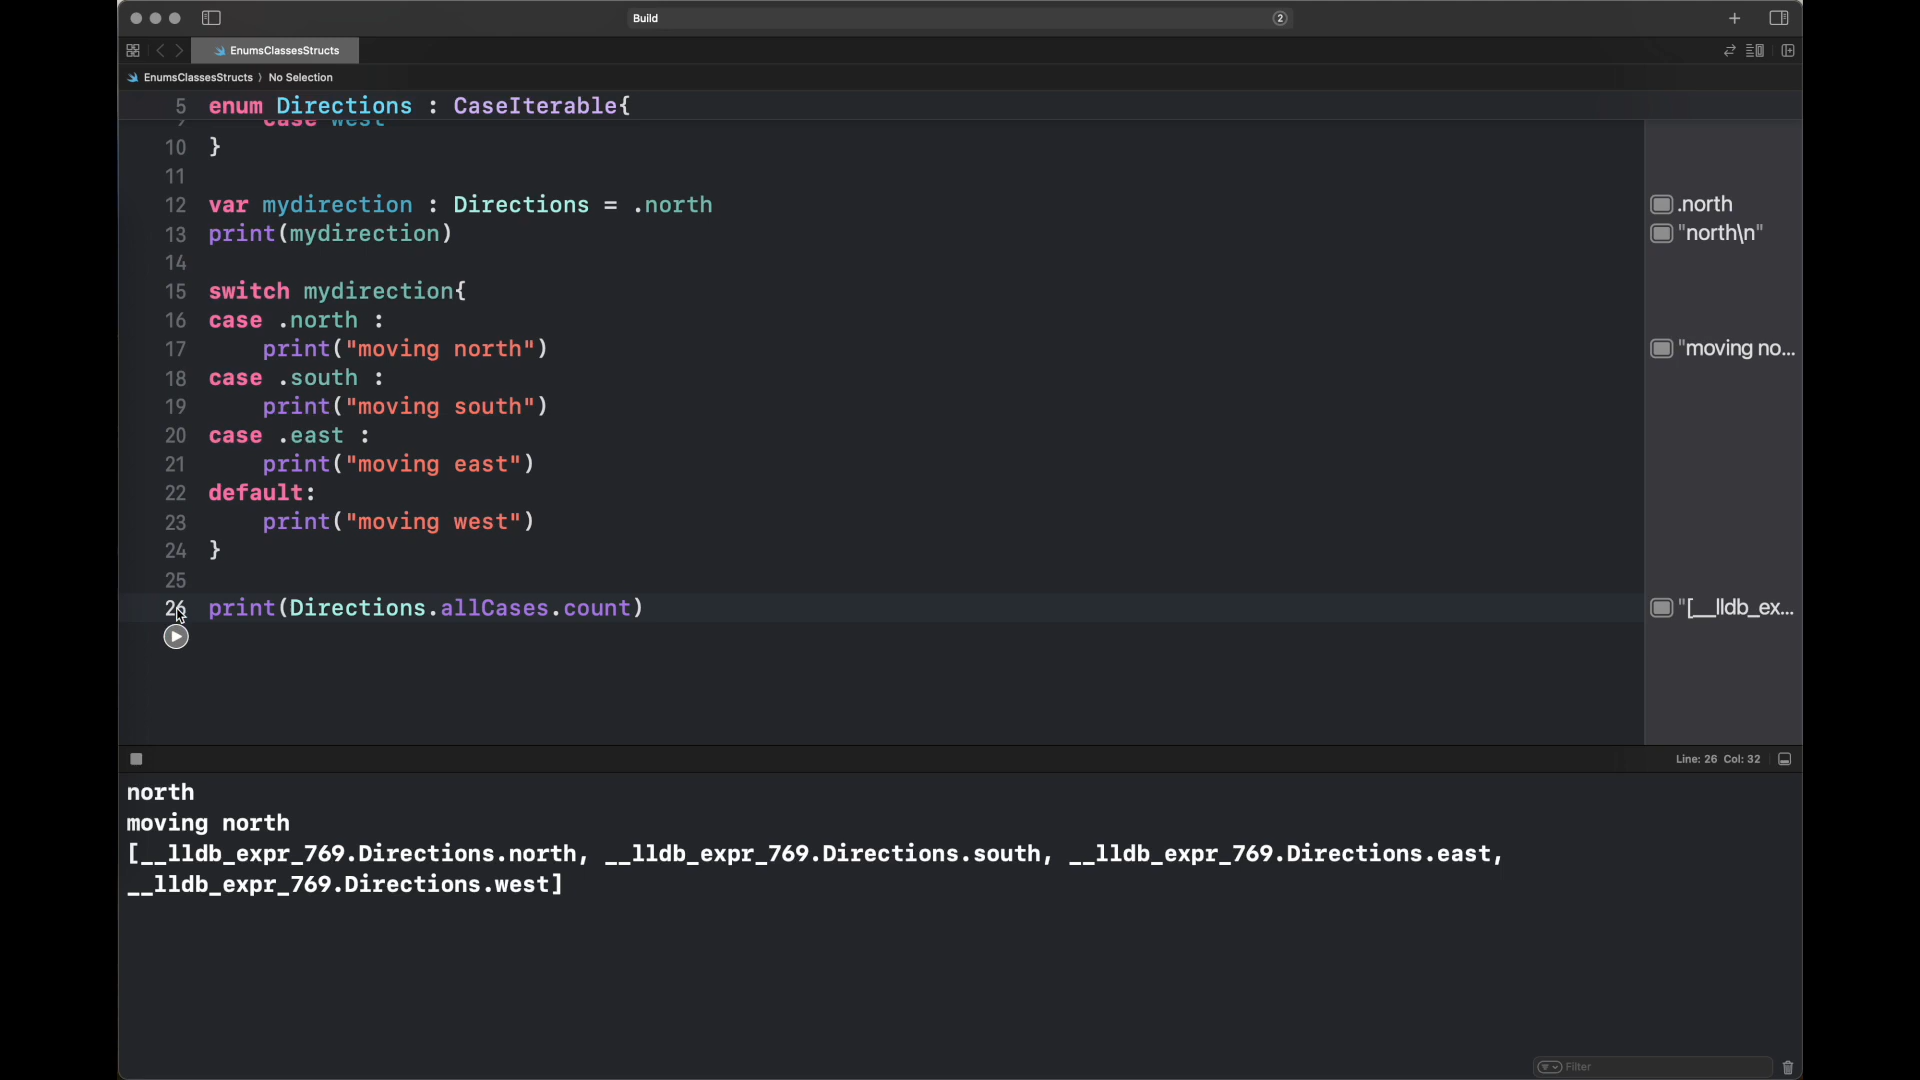 Build
2
EnumsClassesStructs
EnumsClassesStructs 〉 No Selection
5 enum Directions : CaseIterable{
9     case west
10 }
11
12 var mydirection : Directions = .north
.north
13 print(mydirection)
"north\n"
14
15 switch mydirection{
16 case .north :
17     print("moving north")
"moving no...
18 case .south :
19     print("moving south")
20 case .east :
21     print("moving east")
22 default:
23     print("moving west")
24 }
25
26 print(Directions.allCases.count)
"[__lldb_ex...
Line: 26 Col: 32
north
moving north
[__lldb_expr_769.Directions.north, __lldb_expr_769.Directions.south, __lldb_expr_769.Directions.east,
__lldb_expr_769.Directions.west]
Filter